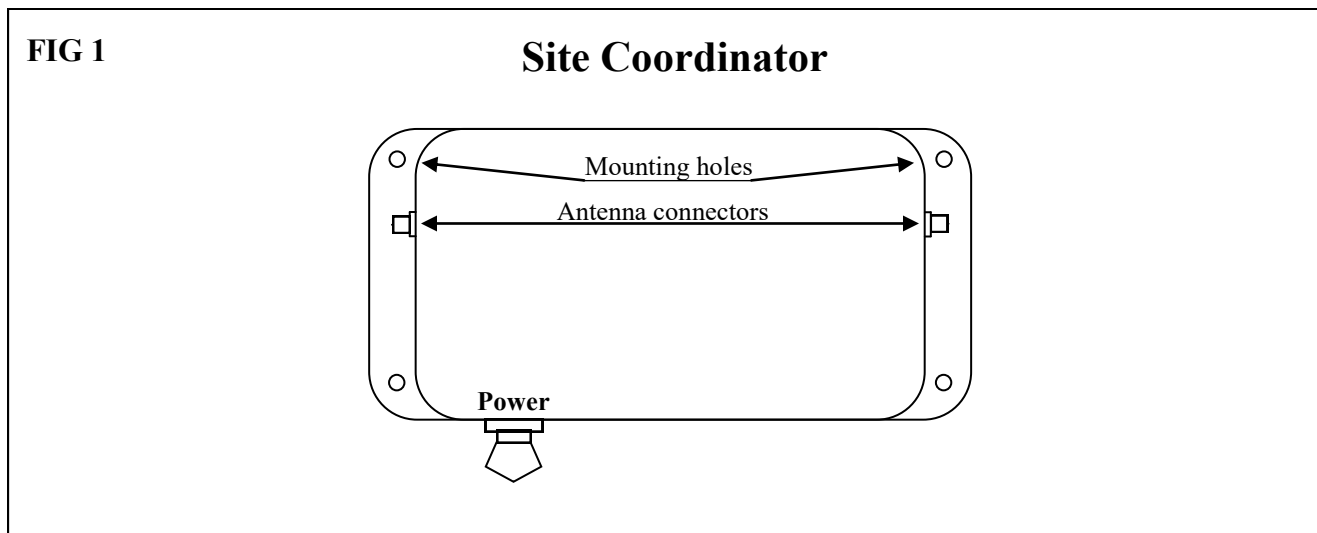 FIG 1
Site Coordinator
Mounting holes
Antenna connectors
Power